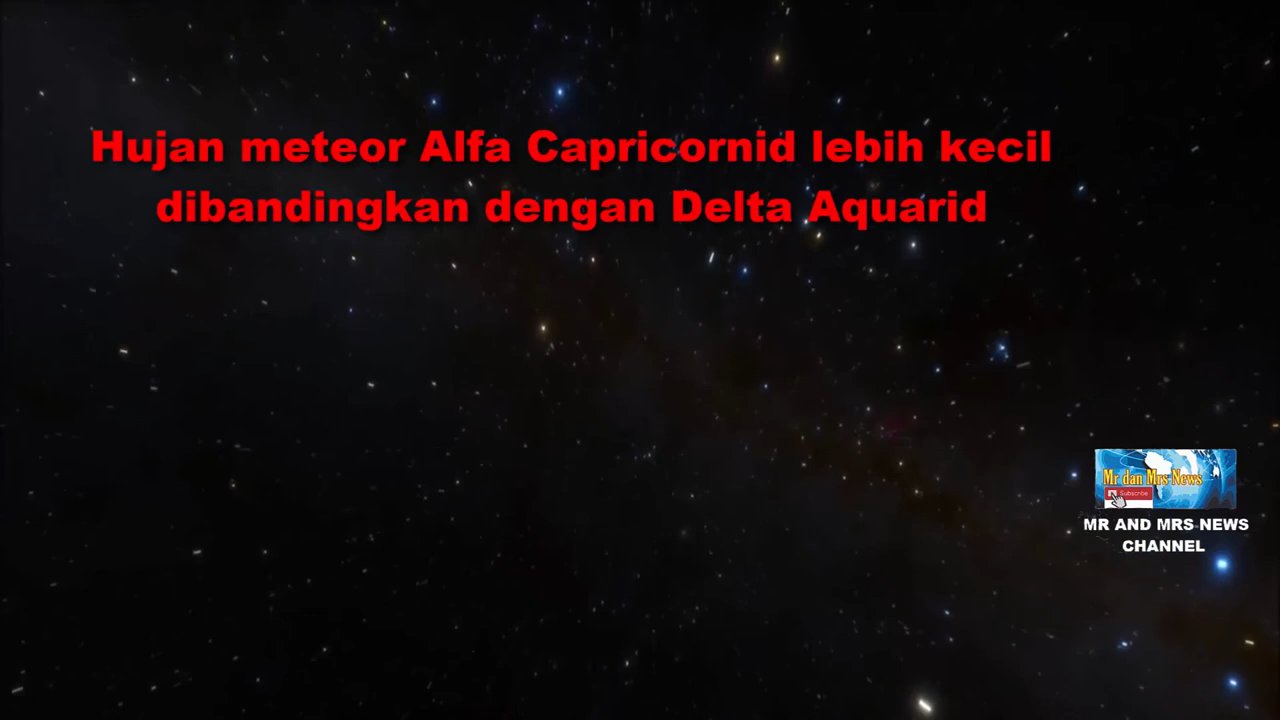 Hujan meteor Alfa Capricornid lebih kecil
dibandingkan dengan Delta Aquarid
Mr dan Mrs News
Subscribe
MR AND MRS NEWS
CHANNEL